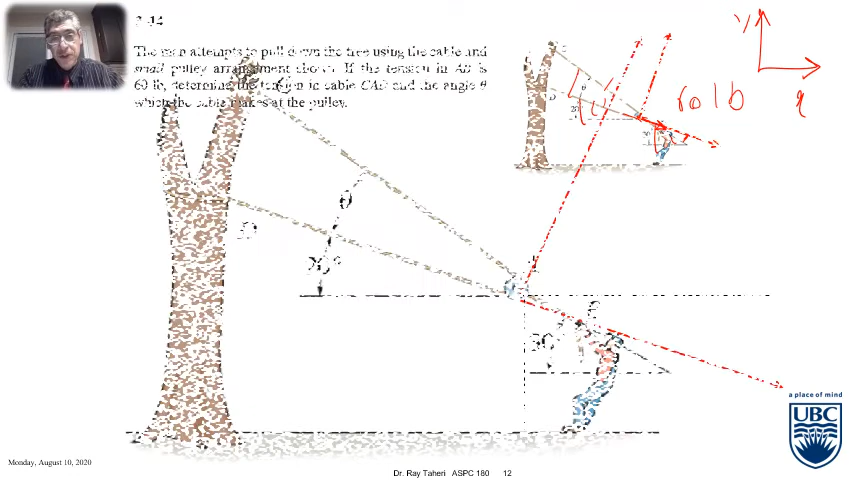 3-14
The man attempts to pull down the tree using the cable and
small pulley arrangement shown. If the tension in AB is
60 lb, determine the tension in cable CAD and the angle θ
which the cable makes at the pulley.
y
60 lb
x
θ
D
θ
D
20°
A
B
30°
a place of mind
UBC
Monday, August 10, 2020
Dr. Ray Taheri ASPC 180 12